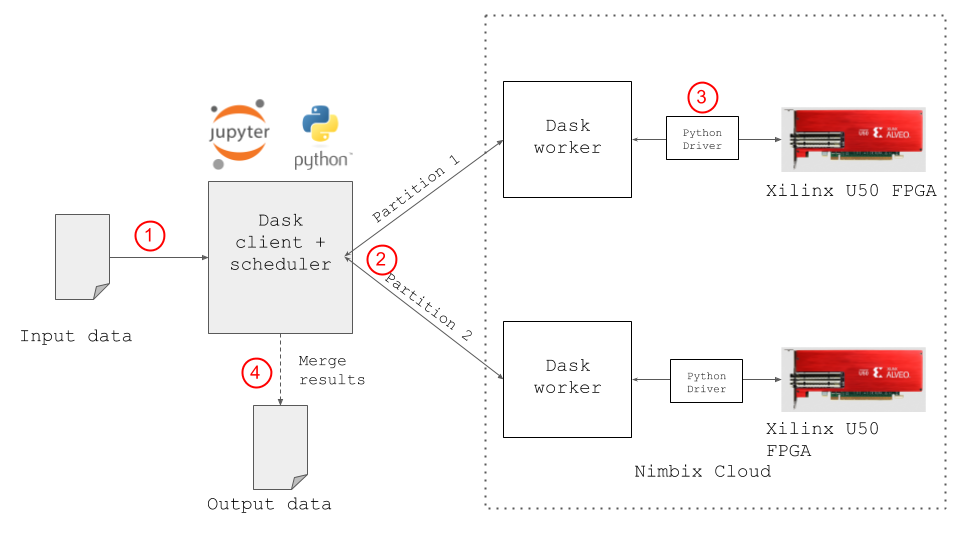 jupyter
python
Dask
client +
scheduler
1
Input data
Partition 1
2
Partition 2
4
Merge
results
Output data
Dask
worker
3
Python
Driver
ALVEO
Xilinx U50 FPGA
Dask
worker
Python
Driver
ALVEO
Xilinx U50
FPGA
Nimbix Cloud